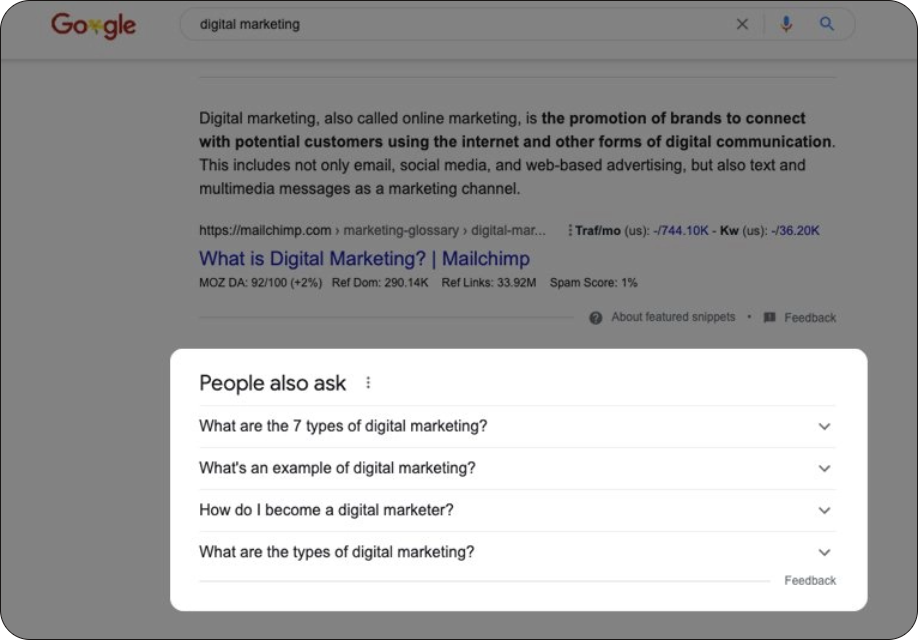 Google
digital marketing
Digital marketing, also called online marketing, is the promotion of brands to connect
with potential customers using the internet and other forms of digital communication.
This includes not only email, social media, and web-based advertising, but also text and
multimedia messages as a marketing channel.
https://mailchimp.com › marketing-glossary › digital-mar... Traf/mo (us): -/744.10K - Kw (us): -/36.20K
What is Digital Marketing? | Mailchimp
MOZ DA: 92/100 (+2%) Ref Dom: 290.14K Ref Links: 33.92M Spam Score: 1%
About featured snippets • Feedback
People also ask
What are the 7 types of digital marketing?
What's an example of digital marketing?
How do I become a digital marketer?
What are the types of digital marketing?
Feedback